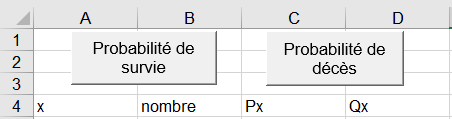 A B C D
1
Probabilité de Probabilité de
2
survie décès
3
4 x nombre Px Qx